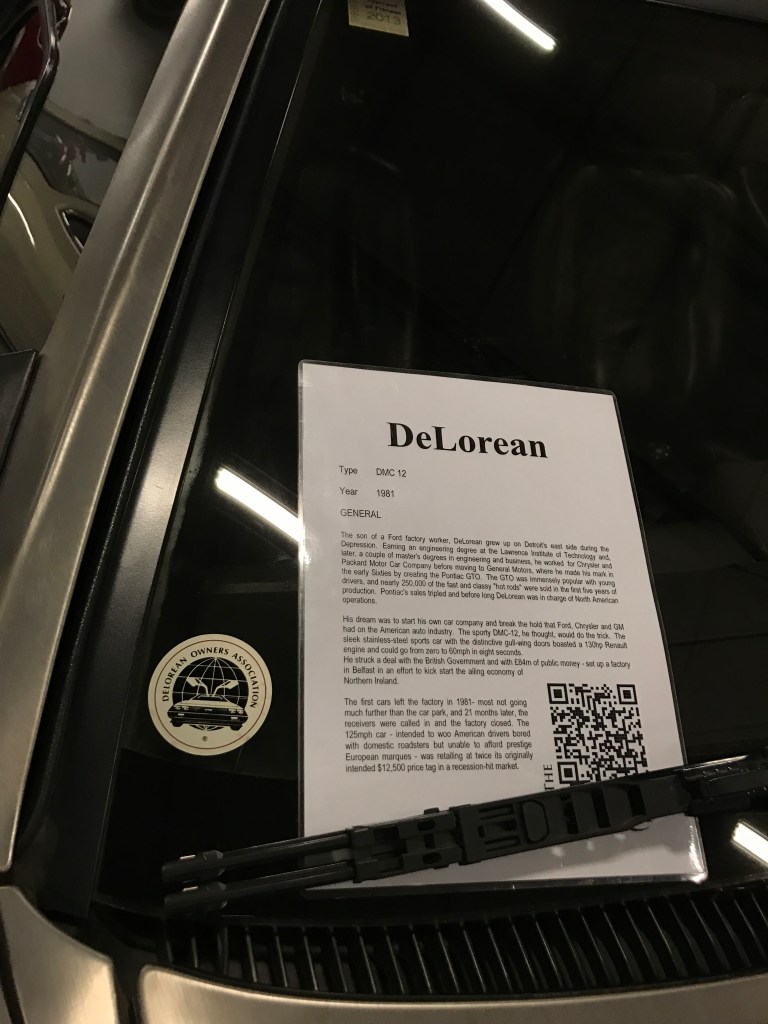 of Fitness
2013
DeLorean
Type DMC 12
Year 1981
GENERAL
The son of a Ford factory worker, DeLorean grew up on Detroit's east side during the
Depression. Earning an engineering degree at the Lawrence Institute of Technology and,
later, a couple of master's degrees in engineering and business, he worked for Chrysler and
Packard Motor Car Company before moving to General Motors, where he made his mark in
the early Sixties by creating the Pontiac GTO. The GTO was immensely popular with young
drivers, and nearly 250,000 of the fast and classy "hot rods" were sold in the first five years of
production. Pontiac's sales tripled and before long DeLorean was in charge of North American
operations.
His dream was to start his own car company and break the hold that Ford, Chrysler and GM
had on the American auto industry. The sporty DMC-12, he thought, would do the trick. The
sleek stainless-steel sports car with the distinctive gull-wing doors boasted a 130hp Renault
engine and could go from zero to 60mph in eight seconds.
He struck a deal with the British Government and with £84m of public money - set up a factory
in Belfast in an effort to kick start the ailing economy of
Northern Ireland.
The first cars left the factory in 1981- most not going
much further than the car park, and 21 months later, the
receivers were called in and the factory closed. The
125mph car - intended to woo American drivers bored
with domestic roadsters but unable to afford prestige
European marques - was retailing at twice its originally
intended $12,500 price tag in a recession-hit market.
THE
DELOREAN OWNERS ASSOCIATION
®